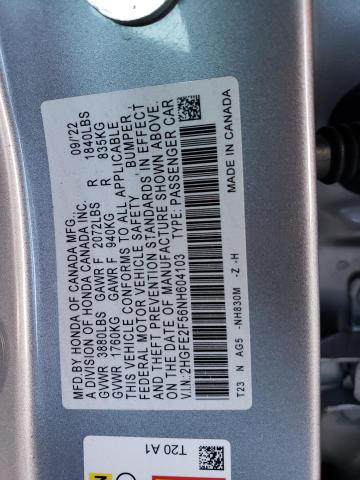 MFD.BY HONDA OF CANADA MFG., 09/22
A DIVISION OF HONDA CANADA INC.
GVWR 3880LBS GAWR F 2072LBS R 1840LBS
GVWR 1760KG GAWR F 940KG R 835KG
THIS VEHICLE CONFORMS TO ALL APPLICABLE
FEDERAL MOTOR VEHICLE SAFETY, BUMPER,
AND THEFT PREVENTION STANDARDS IN EFFECT
ON THE DATE OF MANUFACTURE SHOWN ABOVE.
V.I.N.:2HGFE2F56NH604103 TYPE: PASSENGER CAR
T23 N AG5 -NH830M -Z -H MADE IN CANADA
T20 A1